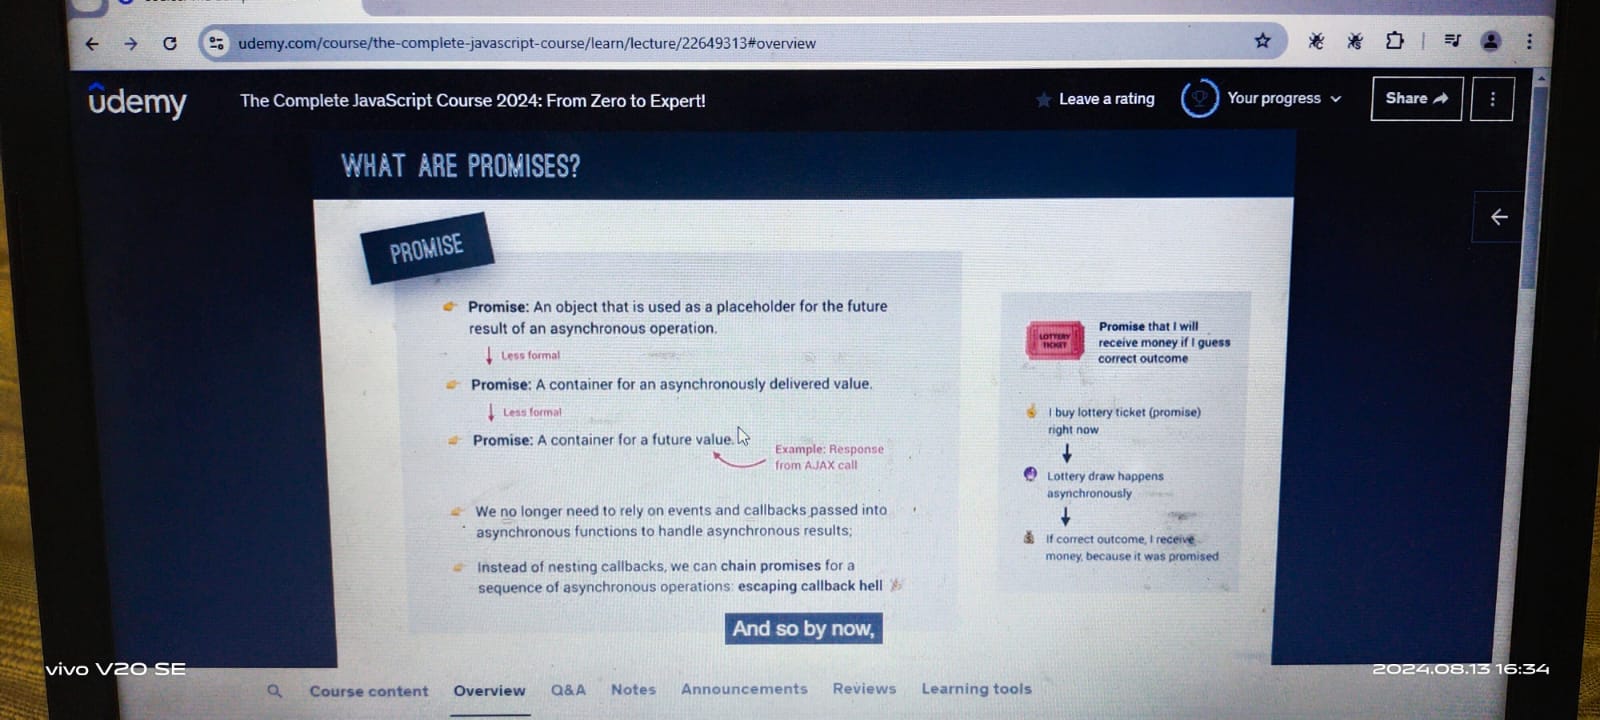 udemy.com/course/the-complete-javascript-course/learn/lecture/22649313#overview
udemy
The Complete JavaScript Course 2024: From Zero to Expert!
Leave a rating
Your progress
Share
WHAT ARE PROMISES?
PROMISE
Promise: An object that is used as a placeholder for the future
result of an asynchronous operation.
Less formal
Promise: A container for an asynchronously delivered value.
Less formal
Promise: A container for a future value.
Example: Response
from AJAX call
We no longer need to rely on events and callbacks passed into
asynchronous functions to handle asynchronous results;
Instead of nesting callbacks, we can chain promises for a
sequence of asynchronous operations: escaping callback hell
LOTTERY
TICKET
Promise that I will
receive money if I guess
correct outcome
I buy lottery ticket (promise)
right now
Lottery draw happens
asynchronously
If correct outcome, I receive
money, because it was promised
And so by now,
vivo V20 SE
2024.08.13 16:34
Course content
Overview
Q&A
Notes
Announcements
Reviews
Learning tools